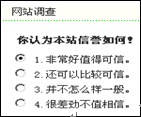 网站调查
你认为本站信誉如何!
1. 非常好值得可信。
2. 还可以比较可信。
3. 并不怎么样一般。
4. 很差劲不值相信。